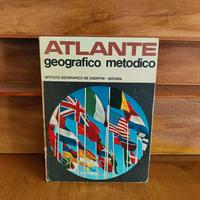 ATLANTE
geografico metodico
ISTITUTO GEOGRAFICO DE AGOSTINI - NOVARA